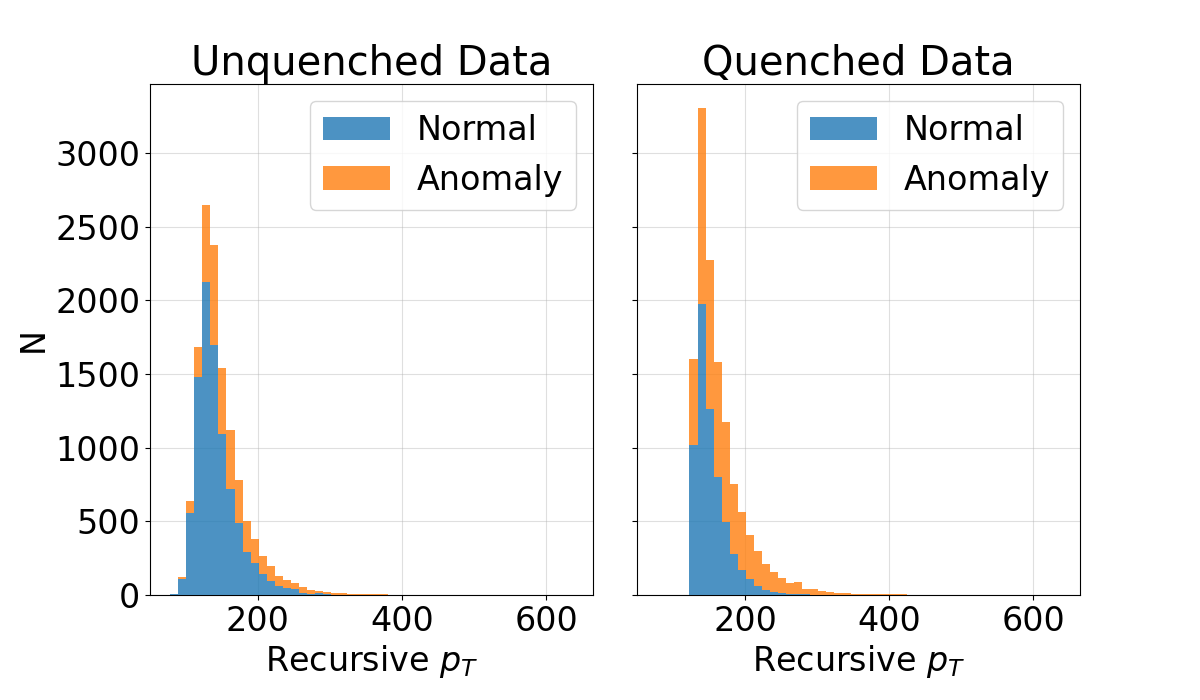 Unquenched Data
Quenched Data
Normal
Anomaly
Normal
Anomaly
3000
2500
2000
1500
1000
500
0
N
200 400 600
200 400 600
Recursive p_T
Recursive p_T